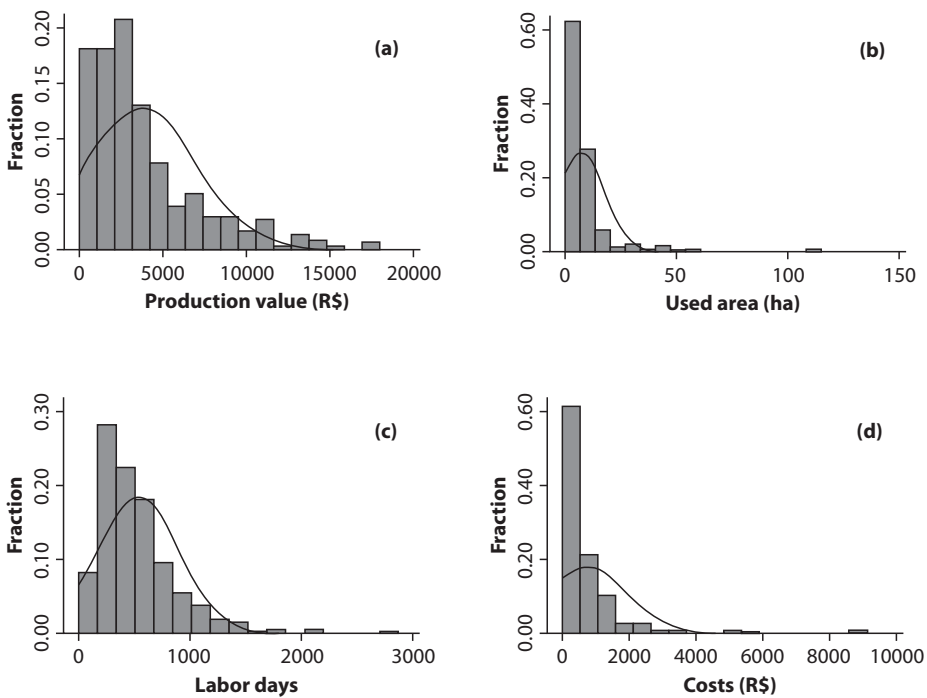 (a)
Fraction
0.20
0.15
0.10
0.05
0.00
0 5000 10000 15000 20000
Production value (R$)
(b)
Fraction
0.60
0.40
0.20
0.00
0 50 100 150
Used area (ha)
(c)
Fraction
0.30
0.20
0.10
0.00
0 1000 2000 3000
Labor days
(d)
Fraction
0.60
0.40
0.20
0.00
0 2000 4000 6000 8000 10000
Costs (R$)